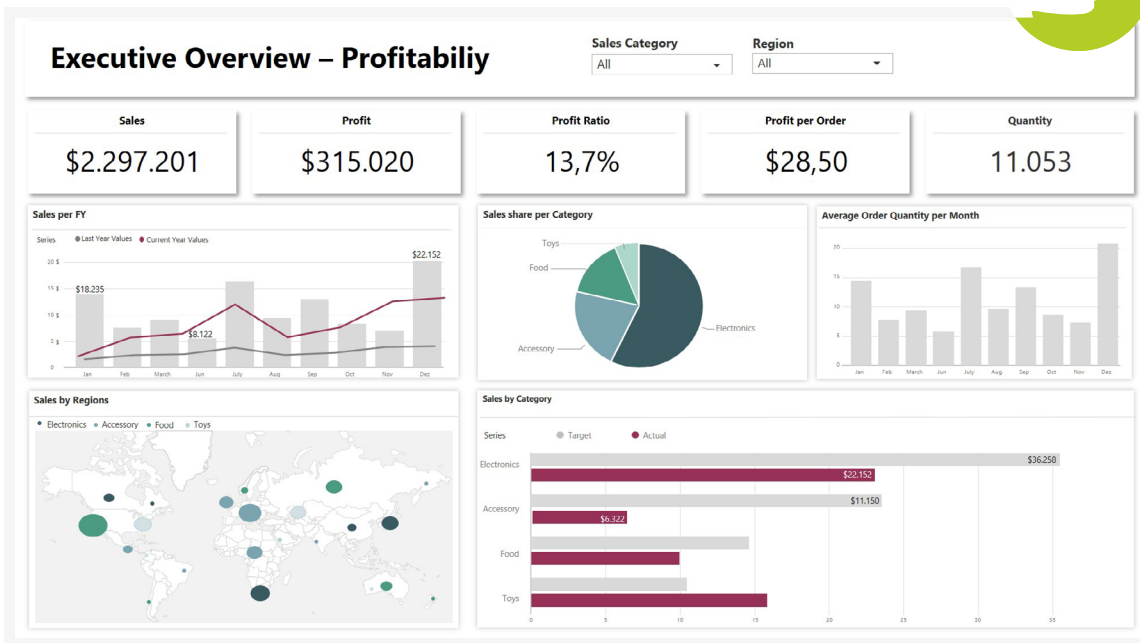 Executive Overview – Profitabiliy
Sales Category
All
Region
All
Sales
$2.297.201
Profit
$315.020
Profit Ratio
13,7%
Profit per Order
$28,50
Quantity
11.053
Sales per FY
Series Last Year Values Current Year Values
20 $
15 $
10 $
5 $
0
$18.235
$8.122
$22.152
Jan Feb March Jun July Aug Sep Oct Nov Dez
Sales share per Category
Toys
Food
Accessory
Electronics
Average Order Quantity per Month
20
15
10
5
0
Jan Feb March Jun July Aug Sep Oct Nov Dez
Sales by Regions
Electronics Accessory Food Toys
Sales by Category
Series Target Actual
Electronics
$36.258
$22.152
Accessory
$11.150
$6.322
Food
Toys
0 5 10 15 20 25 30 35